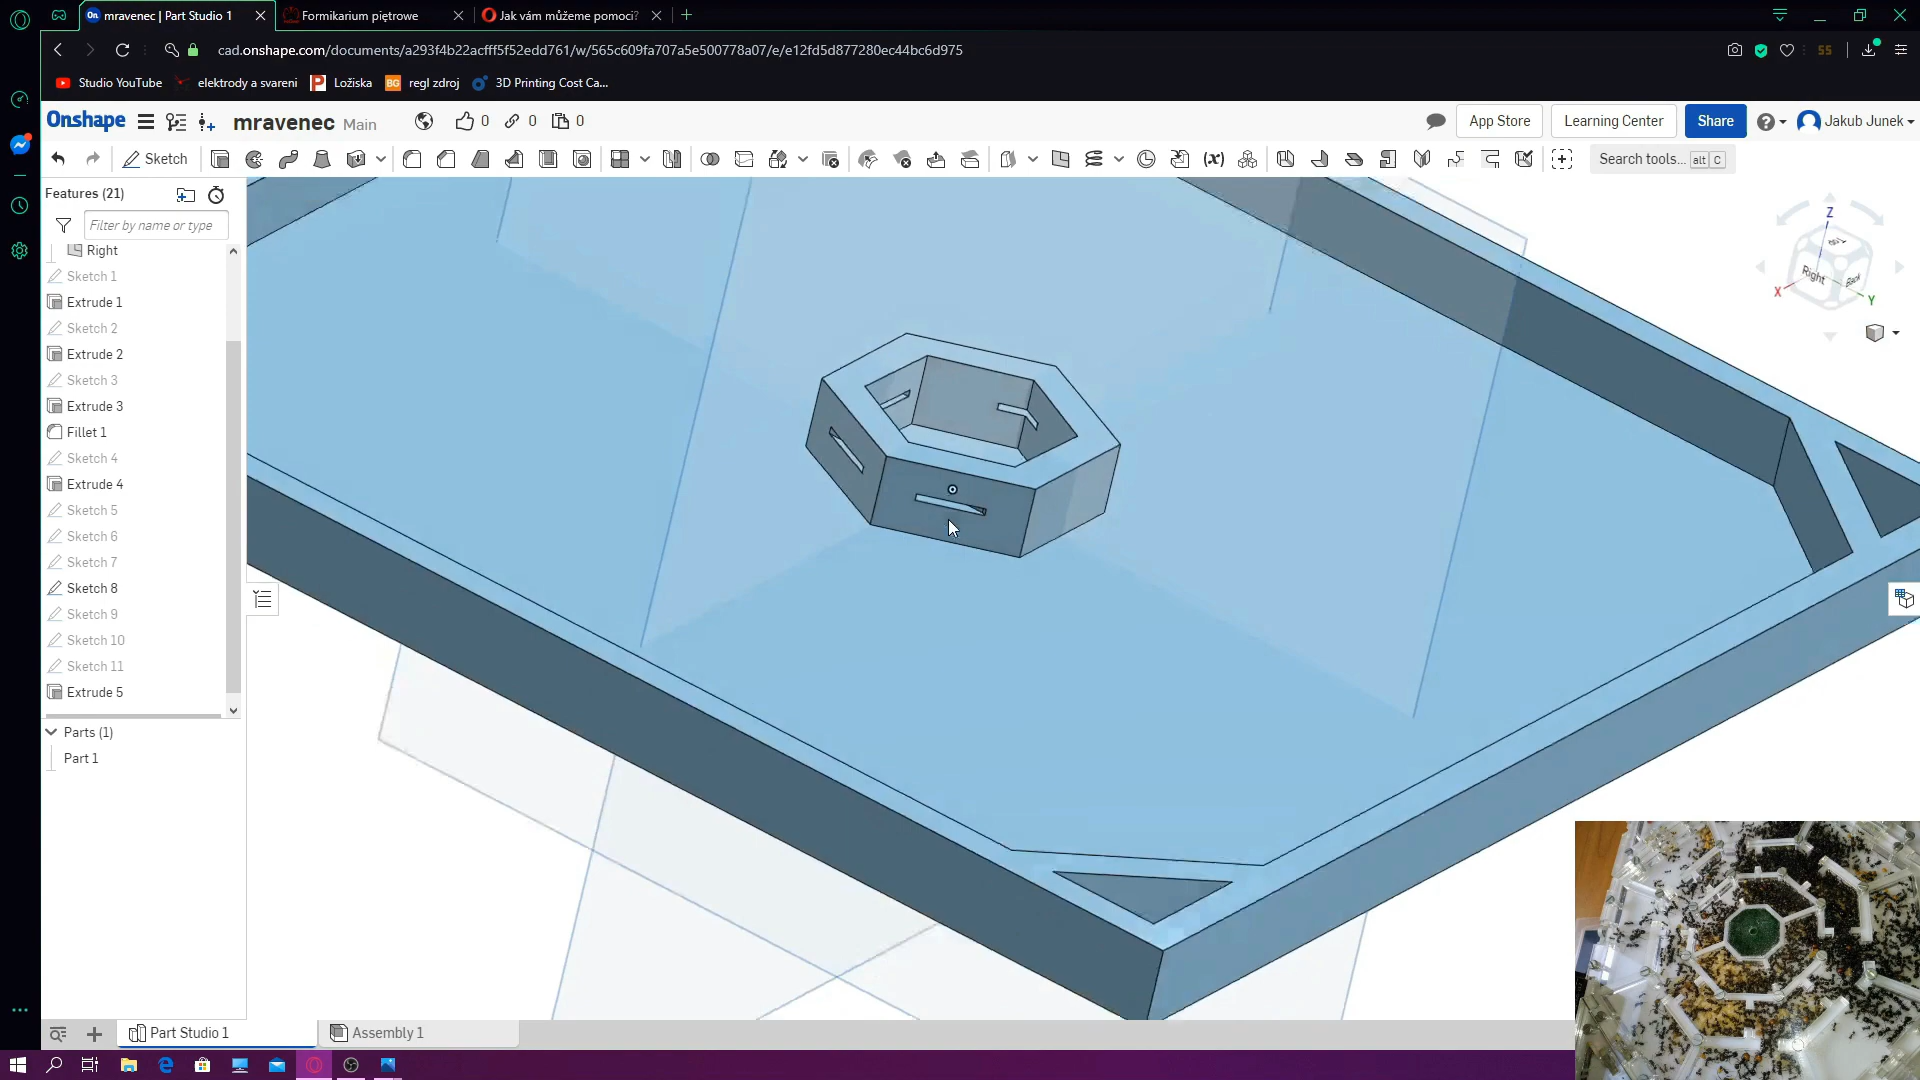 mravenec | Part Studio 1
Formikarium piętrowe
Jak vám můžeme pomoci?
cad.onshape.com/documents/a293f4b22acfff5f52edd761/w/565c609fa707a5e500778a07/e/e12fd5d877280ec44bc6d975
SS
Studio YouTube
elektrody a svareni
Ložiska
BG
regl zdroj
3D Printing Cost Ca...
Onshape
mravenec Main
0
0
0
App Store
Learning Center
Share
Jakub Junek
Sketch
Search tools... alt C
Features (21)
Filter by name or type
Right
Sketch 1
Extrude 1
Sketch 2
Extrude 2
Sketch 3
Extrude 3
Fillet 1
Sketch 4
Extrude 4
Sketch 5
Sketch 6
Sketch 7
Sketch 8
Sketch 9
Sketch 10
Sketch 11
Extrude 5
Parts (1)
Part 1
Z
Top
Right
Back
X
Y
Part Studio 1
Assembly 1